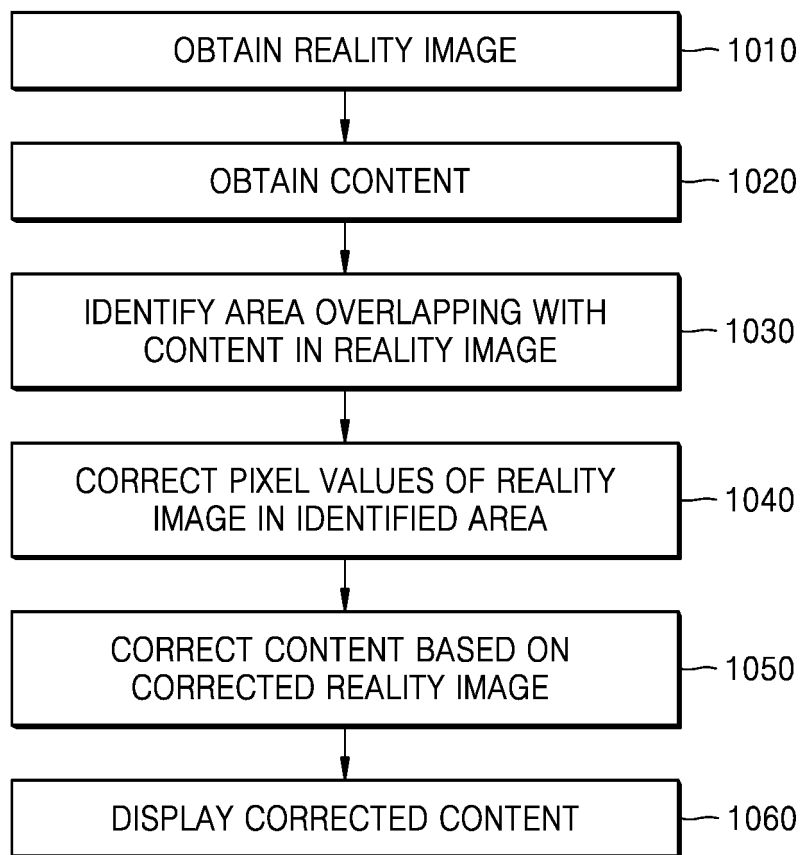 OBTAIN REALITY IMAGE
1010
OBTAIN CONTENT
1020
IDENTIFY AREA OVERLAPPING WITH
CONTENT IN REALITY IMAGE
1030
CORRECT PIXEL VALUES OF REALITY
IMAGE IN IDENTIFIED AREA
1040
CORRECT CONTENT BASED ON
CORRECTED REALITY IMAGE
1050
DISPLAY CORRECTED CONTENT
1060